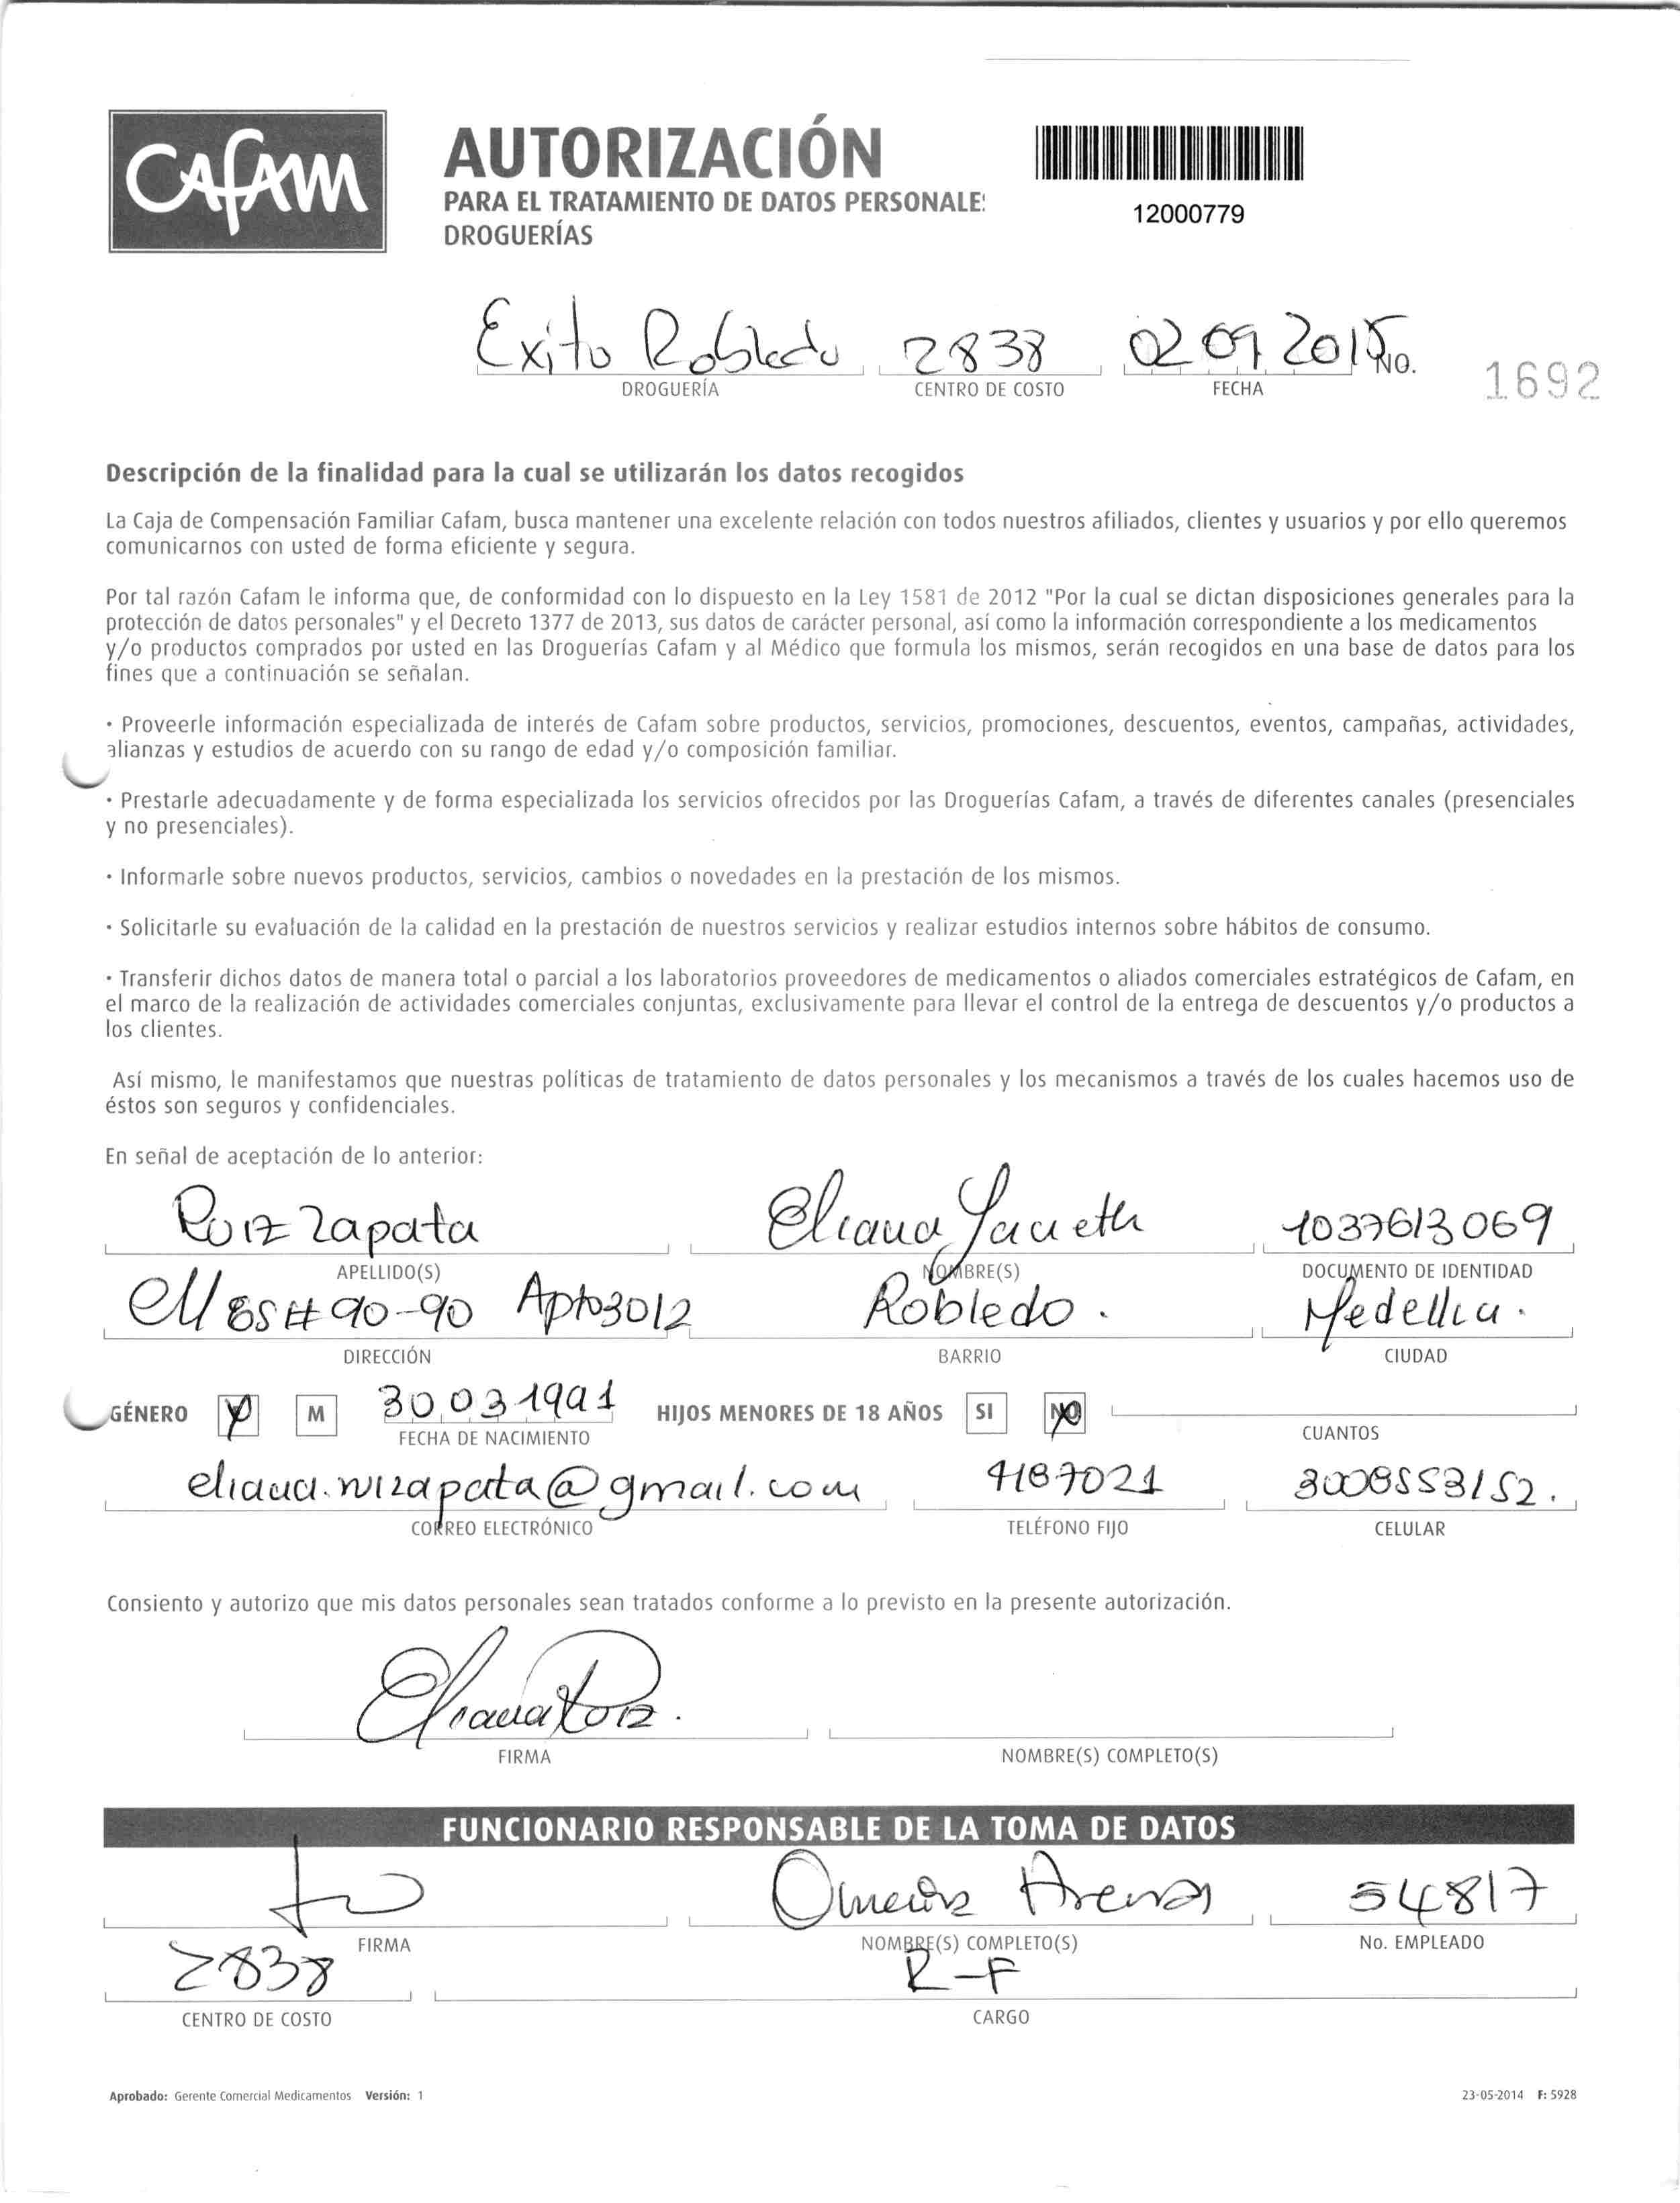 CAFAM
AUTORIZACIÓN
PARA EL TRATAMIENTO DE DATOS PERSONALES
DROGUERÍAS
12000779
Exito Robledo 2838 02 09 2015 No. 1692
DROGUERÍA CENTRO DE COSTO FECHA
Descripción de la finalidad para la cual se utilizarán los datos recogidos
La Caja de Compensación Familiar Cafam, busca mantener una excelente relación con todos nuestros afiliados, clientes y usuarios y por ello queremos
comunicarnos con usted de forma eficiente y segura.
Por tal razón Cafam le informa que, de conformidad con lo dispuesto en la Ley 1581 de 2012 "Por la cual se dictan disposiciones generales para la
protección de datos personales" y el Decreto 1377 de 2013, sus datos de carácter personal, así como la información correspondiente a los medicamentos
y/o productos comprados por usted en las Droguerías Cafam y al Médico que formula los mismos, serán recogidos en una base de datos para los
fines que a continuación se señalan.
· Proveerle información especializada de interés de Cafam sobre productos, servicios, promociones, descuentos, eventos, campañas, actividades,
alianzas y estudios de acuerdo con su rango de edad y/o composición familiar.
· Prestarle adecuadamente y de forma especializada los servicios ofrecidos por las Droguerías Cafam, a través de diferentes canales (presenciales
y no presenciales).
· Informarle sobre nuevos productos, servicios, cambios o novedades en la prestación de los mismos.
· Solicitarle su evaluación de la calidad en la prestación de nuestros servicios y realizar estudios internos sobre hábitos de consumo.
· Transferir dichos datos de manera total o parcial a los laboratorios proveedores de medicamentos o aliados comerciales estratégicos de Cafam, en
el marco de la realización de actividades comerciales conjuntas, exclusivamente para llevar el control de la entrega de descuentos y/o productos a
los clientes.
Así mismo, le manifestamos que nuestras políticas de tratamiento de datos personales y los mecanismos a través de los cuales hacemos uso de
éstos son seguros y confidenciales.
En señal de aceptación de lo anterior:
Ruiz Zapata Eliana Yaneth 1037613069
APELLIDO(S) NOMBRE(S) DOCUMENTO DE IDENTIDAD
Cll 65 # 90-90 Apto 3012 Robledo. Medellin.
DIRECCIÓN BARRIO CIUDAD
GÉNERO M 30 03 1991 HIJOS MENORES DE 18 AÑOS SI NO
FECHA DE NACIMIENTO CUANTOS
eliana.ruizapata@gmail.com 4187021 3008553152.
CORREO ELECTRÓNICO TELÉFONO FIJO CELULAR
Consiento y autorizo que mis datos personales sean tratados conforme a lo previsto en la presente autorización.
Eliana Ruiz.
FIRMA NOMBRE(S) COMPLETO(S)
FUNCIONARIO RESPONSABLE DE LA TOMA DE DATOS
Arenas 54817
FIRMA NOMBRE(S) COMPLETO(S) No. EMPLEADO
2838 R-F
CENTRO DE COSTO CARGO
Aprobado: Gerente Comercial Medicamentos Versión: 1 23-05-2014 F: 5928